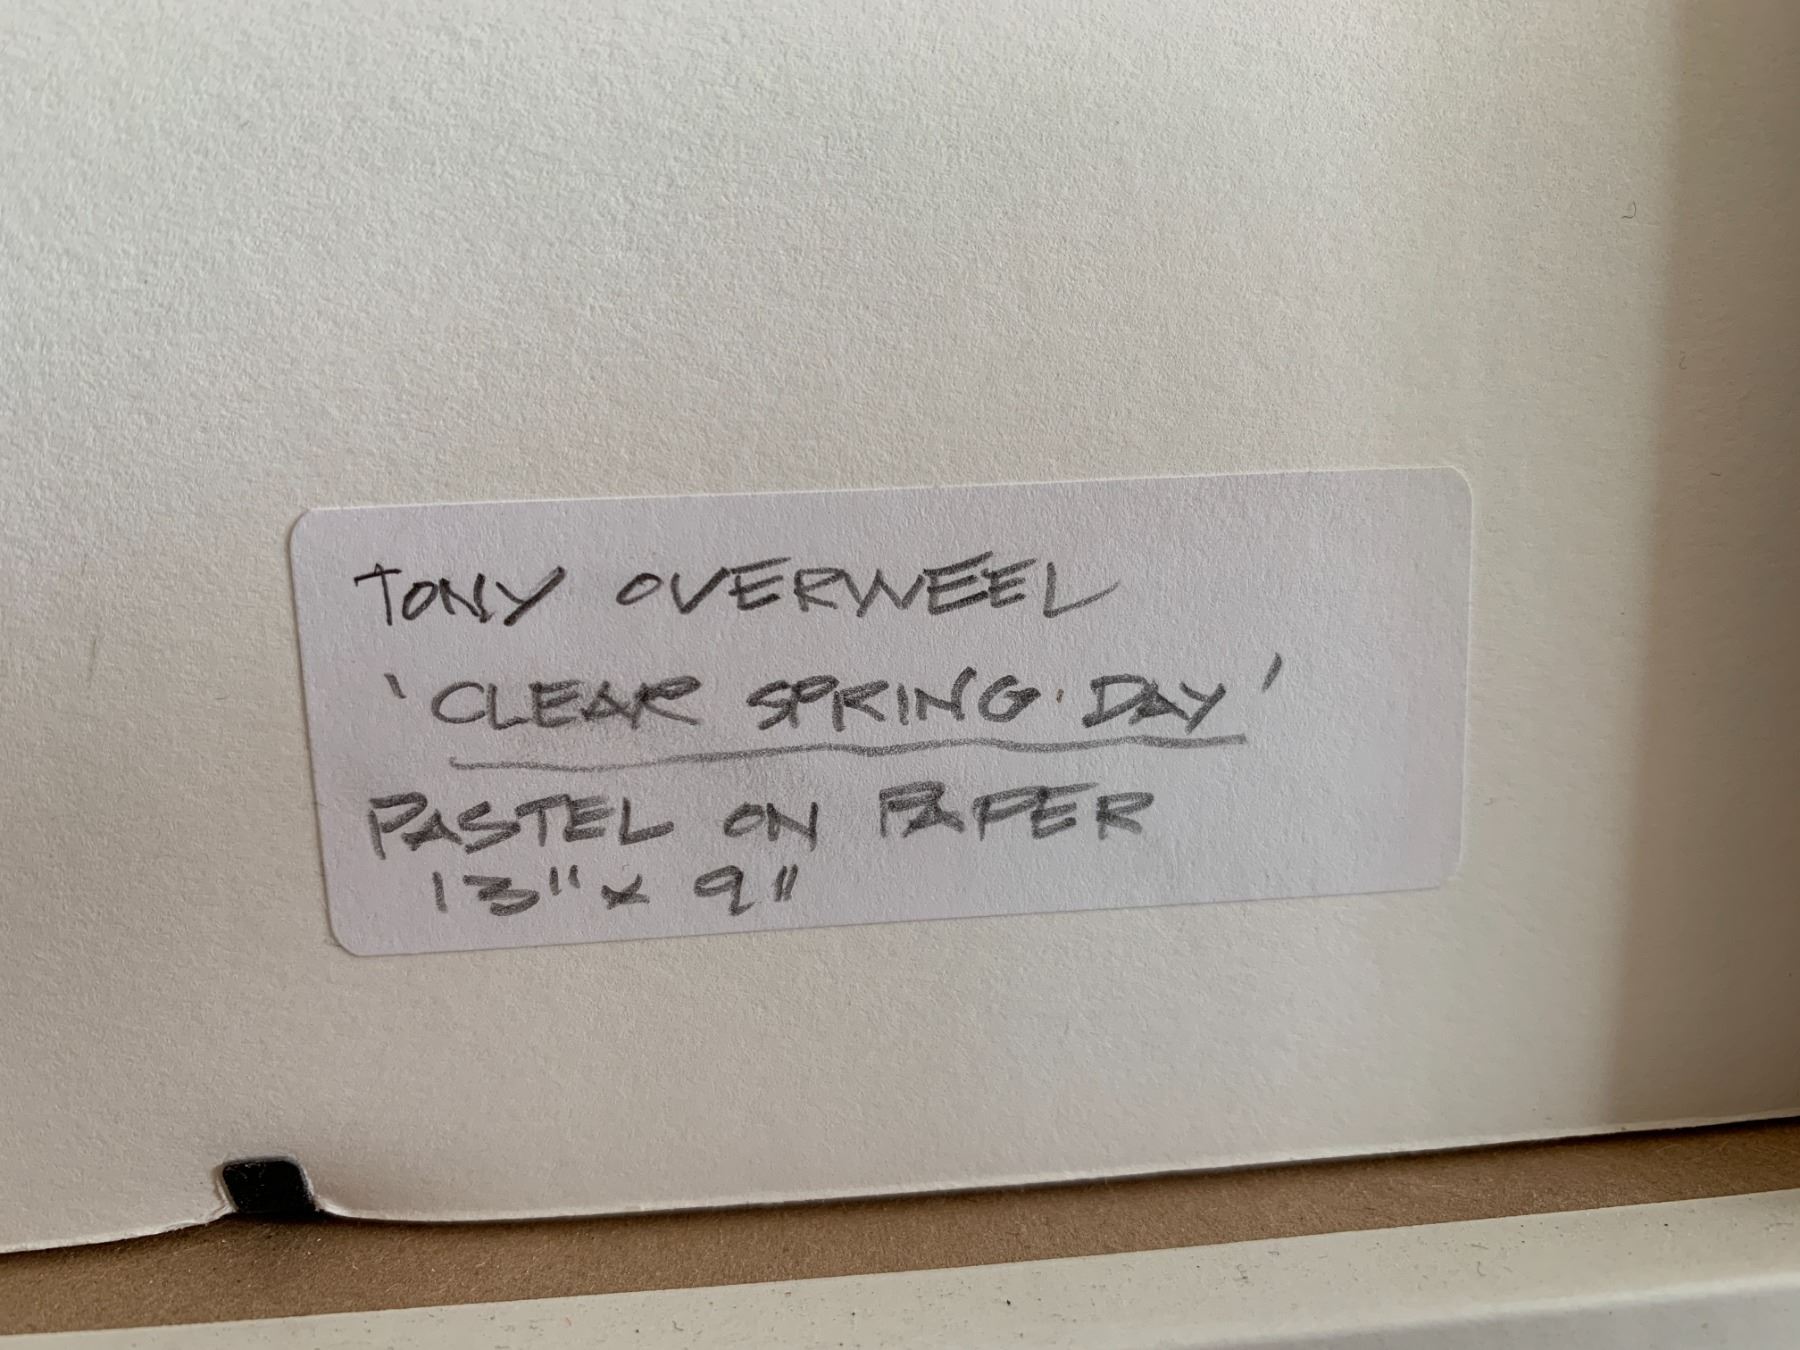 TONY OVERWEEL
'CLEAR SPRING DAY'
PASTEL ON PAPER
13" x 9"